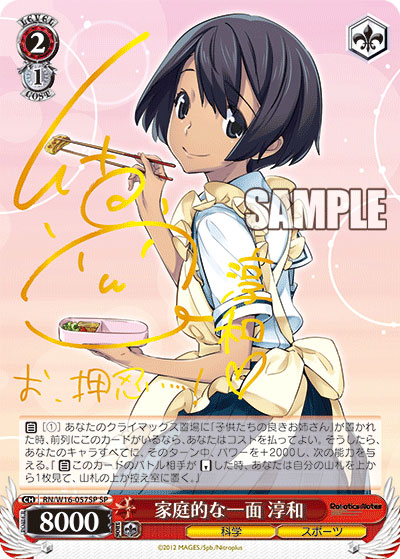 LEVEL
2
1
COST
SAMPLE
淳和♡
お、押忍……!
自 [①] あなたのクライマックス置場に「子供たちの良きお姉さん」が置かれ
た時、前列にこのカードがいるなら、あなたはコストを払ってよい。そうしたら、
あなたのキャラすべてに、そのターン中、パワーを+2000し、次の能力を与
える。『自 このカードのバトル相手が
した時、あなたは自分の山札を上か
ら1枚見て、山札の上か控え室に置く。』
CH RN/W16-057SP SP
8000
家庭的な一面 淳和
Robotics;Notes
科学
スポーツ
©2012 MAGES./5pb./Nitroplus